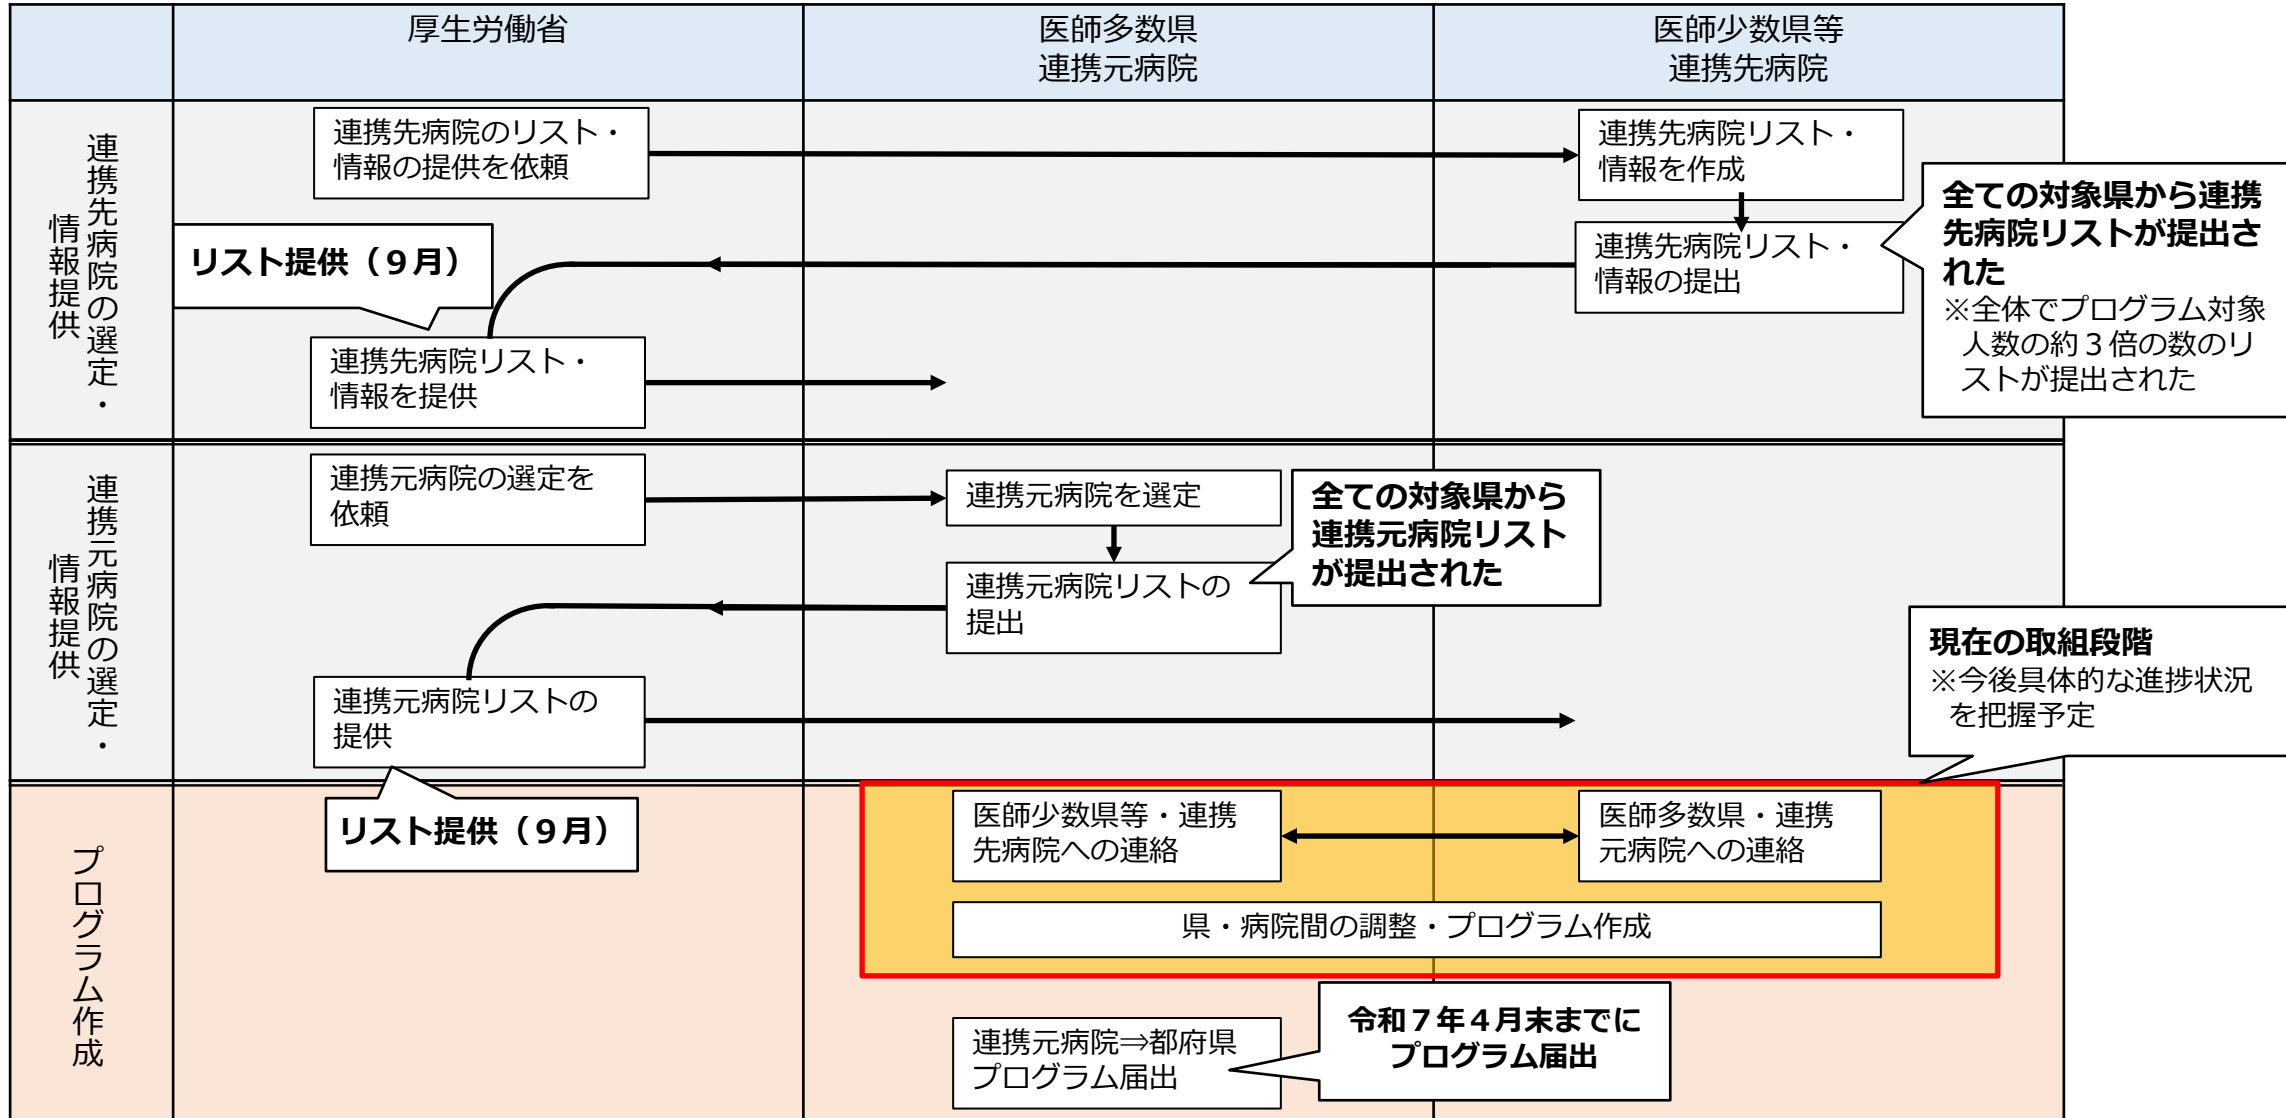 厚生労働省
医師多数県
連携元病院
医師少数県等
連携先病院
連携先病院の選定・
情報提供
連携先病院のリスト・
情報の提供を依頼
連携先病院リスト・
情報を作成
連携先病院リスト・
情報の提出
全ての対象県から連携
先病院リストが提出さ
れた
※全体でプログラム対象
人数の約３倍の数のリ
ストが提出された
リスト提供（９月）
連携先病院リスト・
情報を提供
連携元病院の選定・
情報提供
連携元病院の選定を
依頼
連携元病院を選定
連携元病院リストの
提出
全ての対象県から
連携元病院リスト
が提出された
連携元病院リストの
提供
リスト提供（９月）
現在の取組段階
※今後具体的な進捗状況
を把握予定
プログラム作成
医師少数県等・連携
先病院への連絡
医師多数県・連携
元病院への連絡
県・病院間の調整・プログラム作成
連携元病院⇒都府県
プログラム届出
令和７年４月末までに
プログラム届出